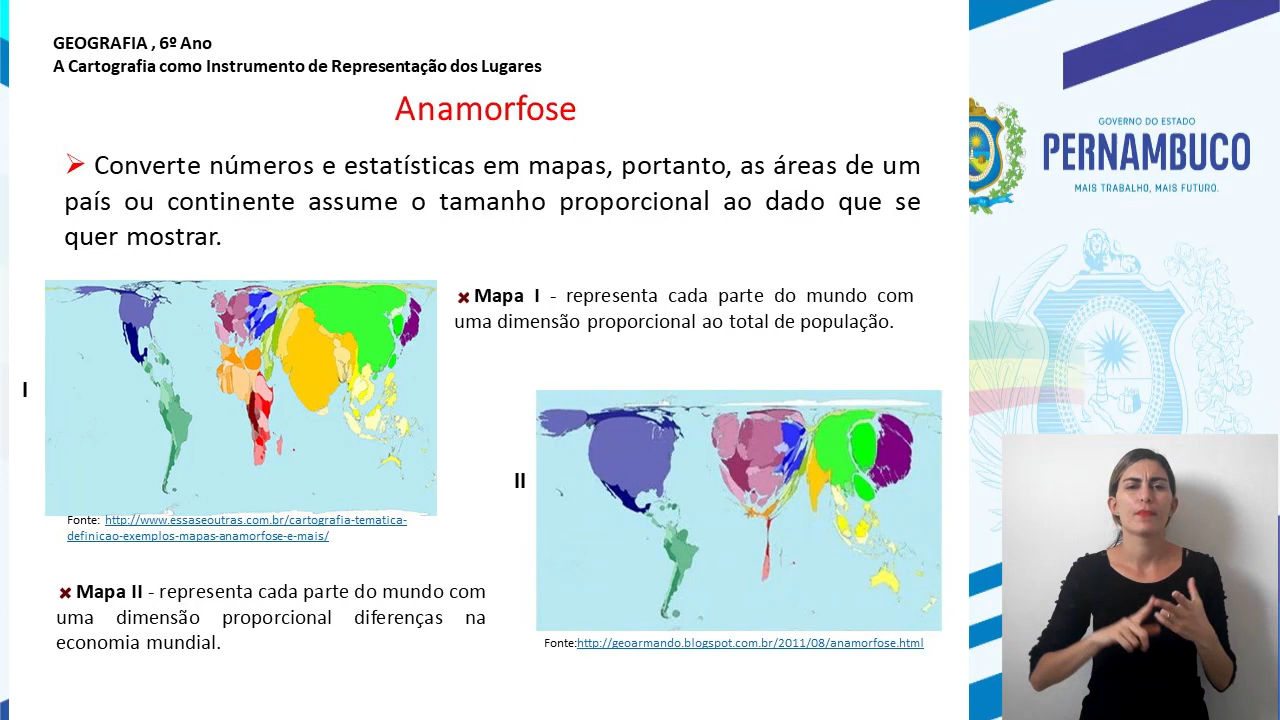 GEOGRAFIA , 6º Ano
A Cartografia como Instrumento de Representação dos Lugares
Anamorfose
Converte números e estatísticas em mapas, portanto, as áreas de um
país ou continente assume o tamanho proporcional ao dado que se
quer mostrar.
Mapa I - representa cada parte do mundo com
uma dimensão proporcional ao total de população.
I
II
Fonte: http://www.essaseoutras.com.br/cartografia-tematica-
definicao-exemplos-mapas-anamorfose-e-mais/
Mapa II - representa cada parte do mundo com
uma dimensão proporcional diferenças na
economia mundial.
Fonte:http://geoarmando.blogspot.com.br/2011/08/anamorfose.html
GOVERNO DO ESTADO
PERNAMBUCO
MAIS TRABALHO, MAIS FUTURO.